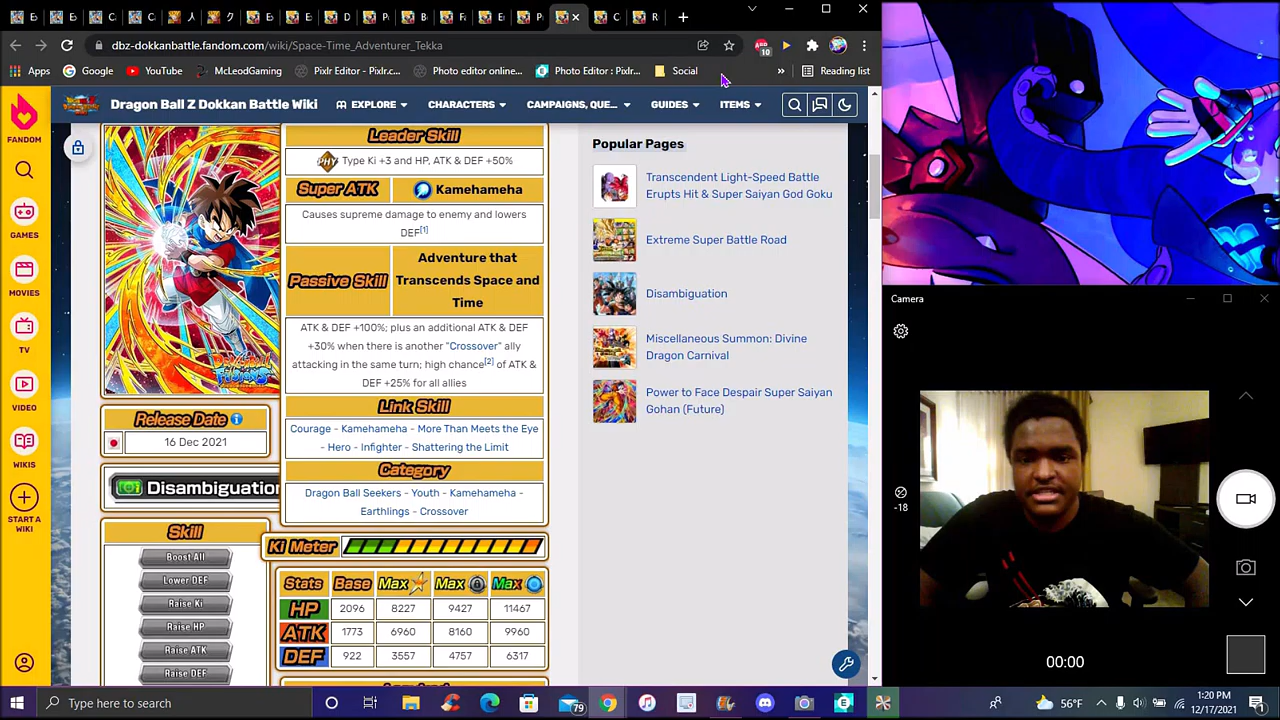 dbz-dokkanbattle.fandom.com/wiki/Space-Time_Adventurer_Tekka
10
Apps
Google
YouTube
McLeodGaming
Pixlr Editor - Pixlr.c...
Photo editor online...
Photo Editor : Pixlr...
Social
»
Reading list
FANDOM
GAMES
MOVIES
TV
VIDEO
WIKIS
START A
WIKI
Dragon Ball Z Dokkan Battle Wiki
EXPLORE
CHARACTERS
CAMPAIGNS, QUE...
GUIDES
ITEMS
Leader Skill
PHY Type Ki +3 and HP, ATK & DEF +50%
Super ATK
Kamehameha
Causes supreme damage to enemy and lowers
DEF[1]
Passive Skill
Adventure that
Transcends Space and
Time
ATK & DEF +100%; plus an additional ATK & DEF
+30% when there is another "Crossover" ally
attacking in the same turn; high chance[2] of ATK &
DEF +25% for all allies
Link Skill
Courage - Kamehameha - More Than Meets the Eye
- Hero - Infighter - Shattering the Limit
Category
Dragon Ball Seekers - Youth - Kamehameha -
Earthlings - Crossover
Ki Meter
Stats Base Max Max Max
HP 2096 8227 9427 11467
ATK 1773 6960 8160 9960
DEF 922 3557 4757 6317
Release Date
16 Dec 2021
Disambiguation
Skill
Boost All
Lower DEF
Raise Ki
Raise HP
Raise ATK
Raise DEF
Popular Pages
Transcendent Light-Speed Battle
Erupts Hit & Super Saiyan God Goku
Extreme Super Battle Road
Disambiguation
Miscellaneous Summon: Divine
Dragon Carnival
Power to Face Despair Super Saiyan
Gohan (Future)
Camera
-18
00:00
Type here to search
79
56°F
1:20 PM
12/17/2021